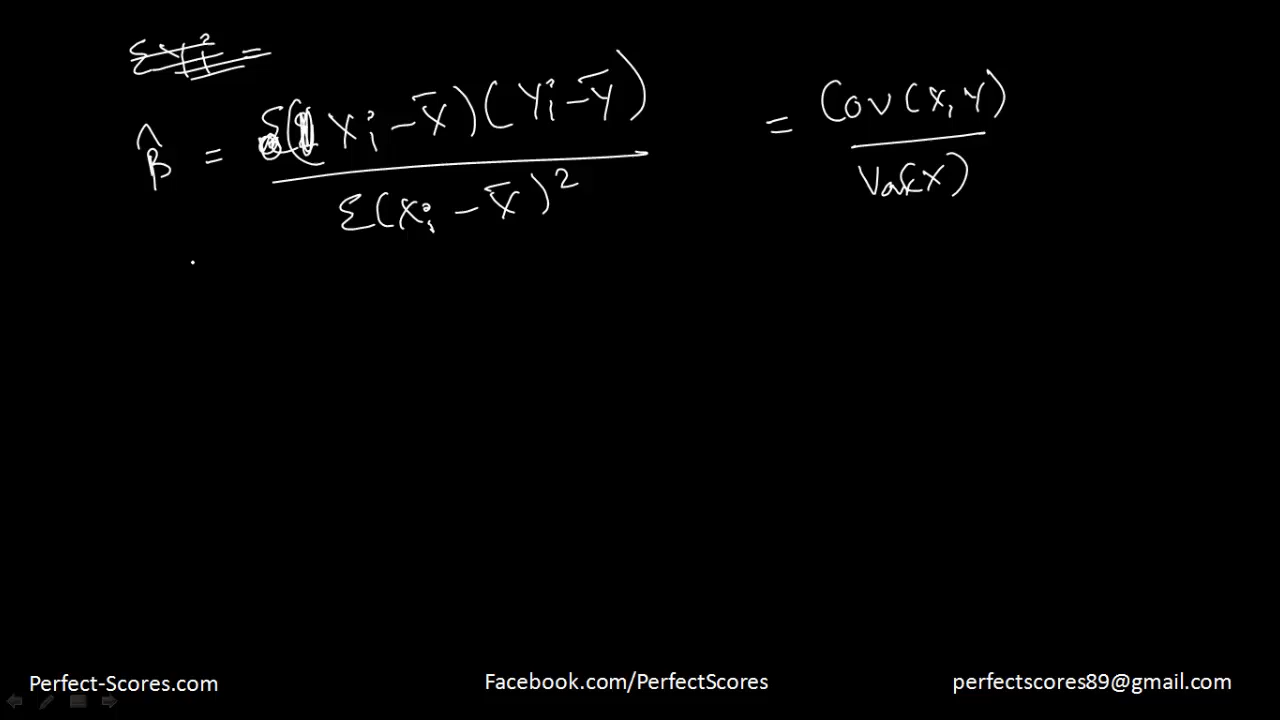 β̂ = Σ(Xi − X̄)(Yi − Ȳ) / Σ(Xi − X̄)² = Cov(X, Y) / Var(X)
Perfect-Scores.com Facebook.com/PerfectScores perfectscores89@gmail.com